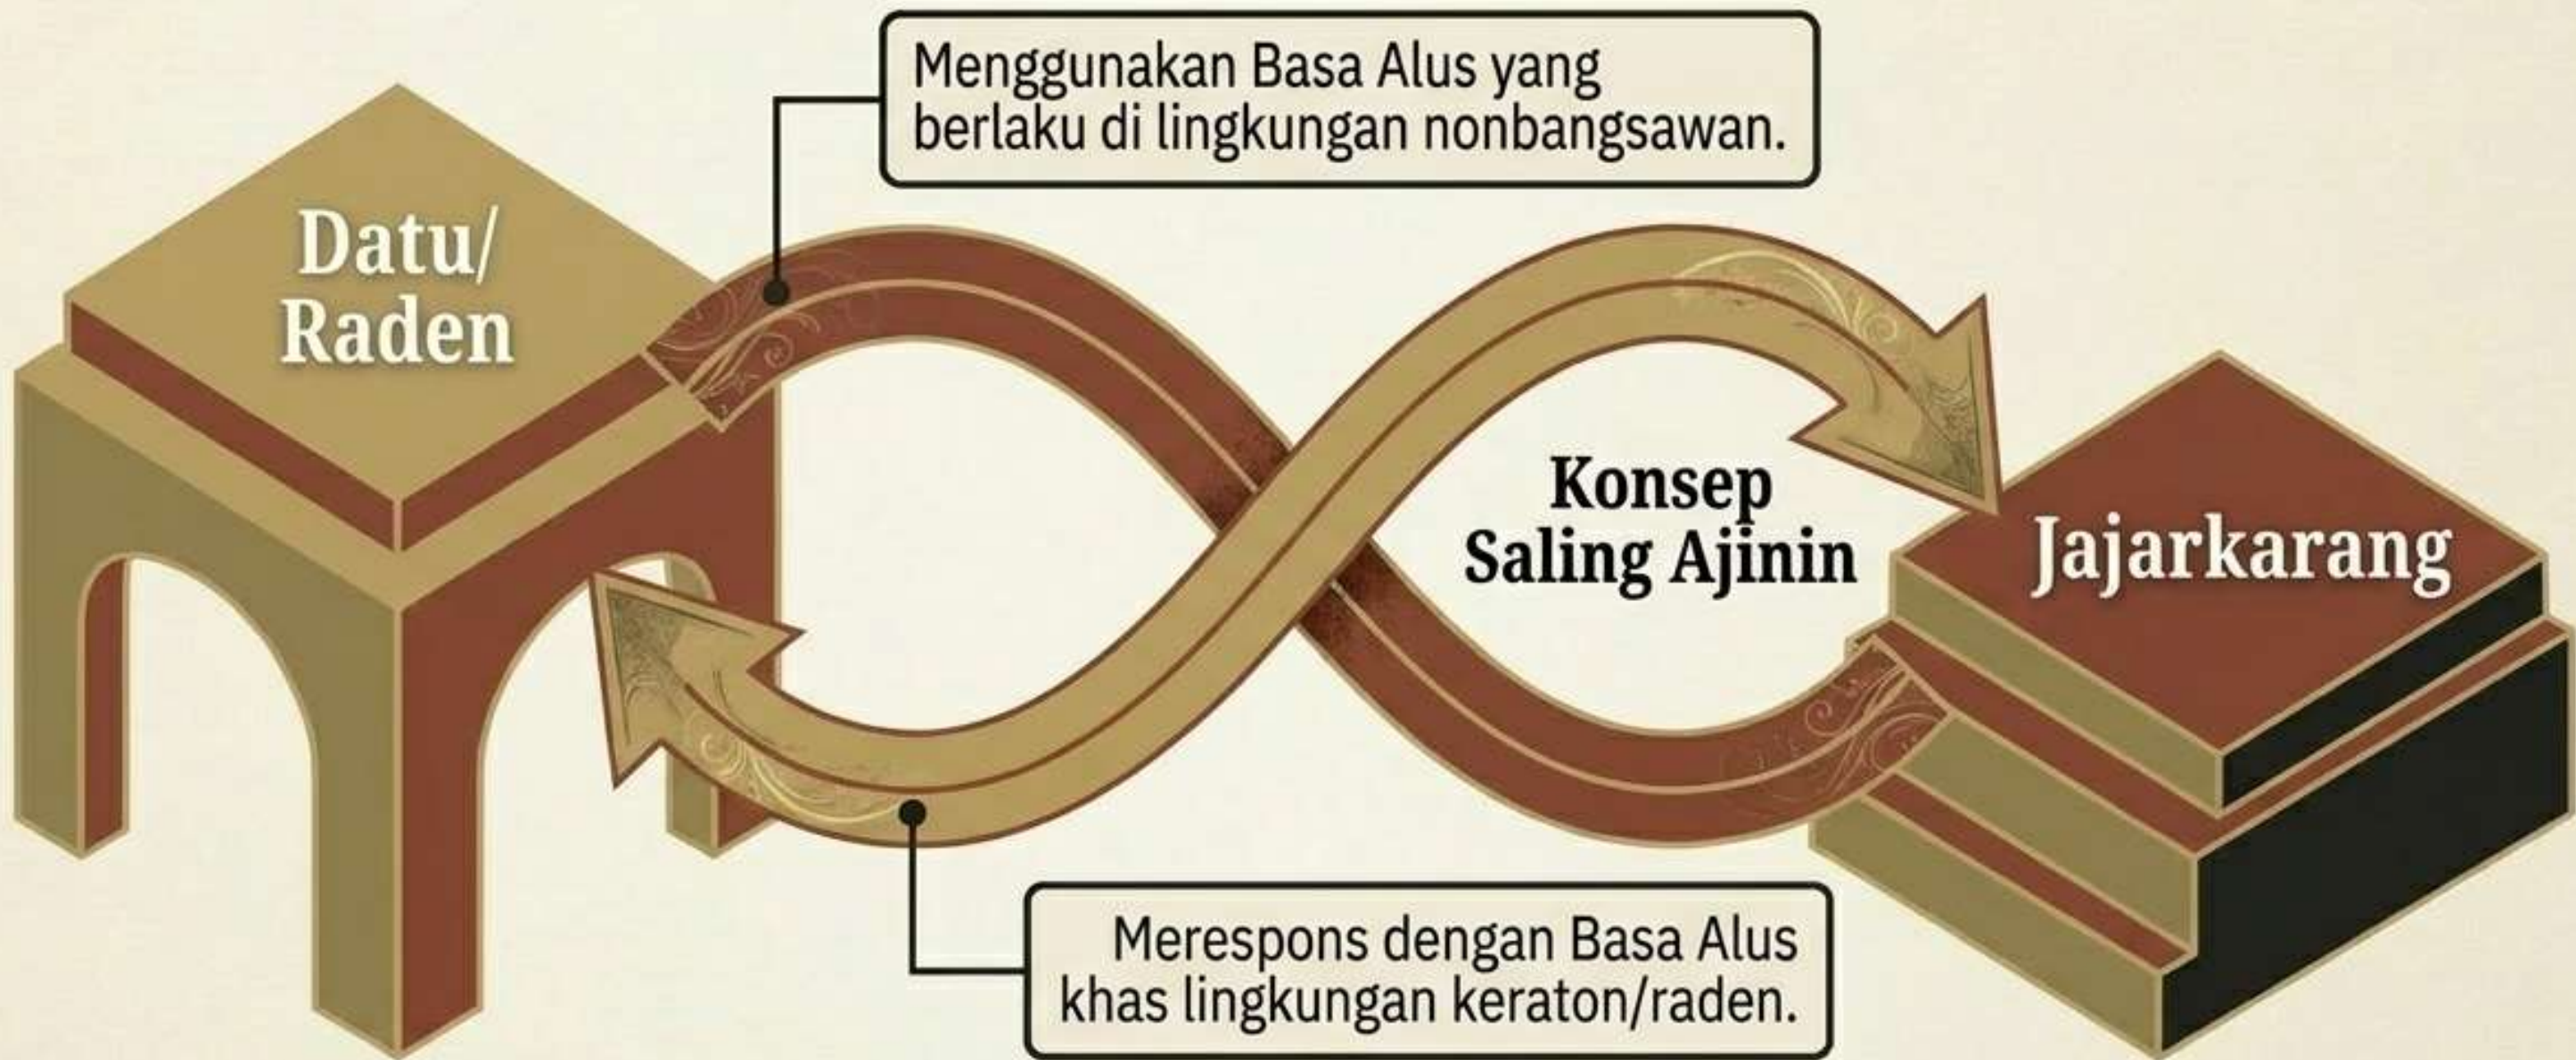 Menggunakan Basa Alus yang
berlaku di lingkungan nonbangsawan.
Datu/
Raden
Konsep
Saling Ajinin
Jajarkarang
Merespons dengan Basa Alus
khas lingkungan keraton/raden.